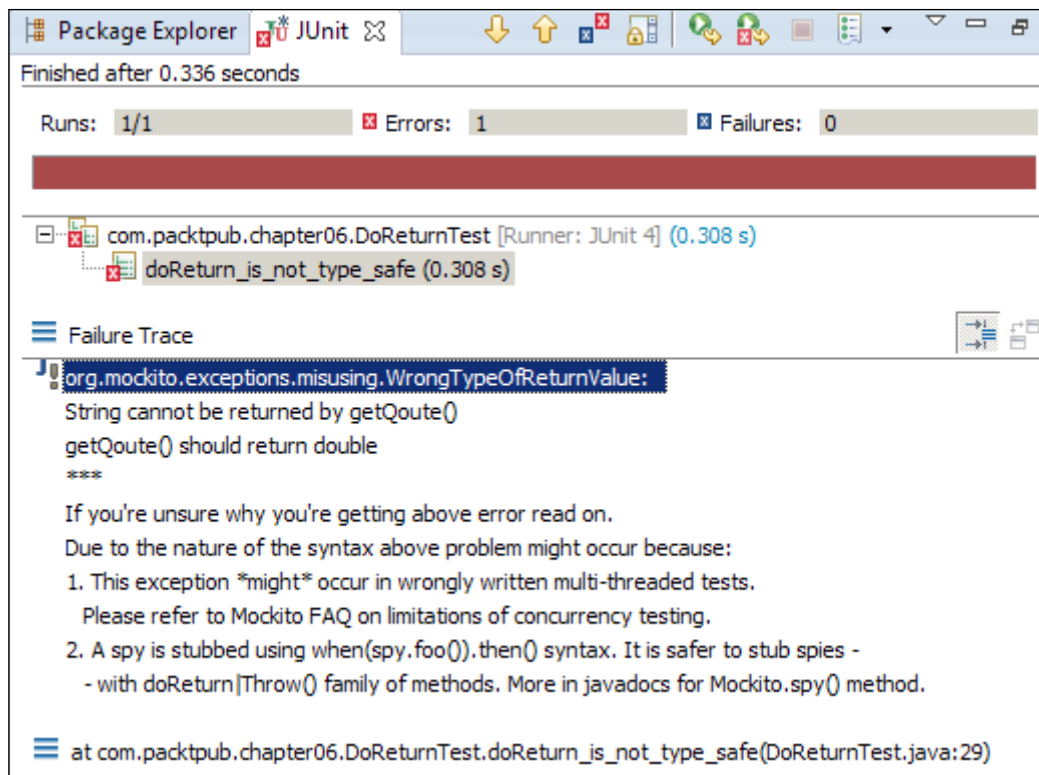 Package Explorer JUnit
Finished after 0.336 seconds
Runs: 1/1 Errors: 1 Failures: 0
com.packtpub.chapter06.DoReturnTest [Runner: JUnit 4] (0.308 s)
doReturn_is_not_type_safe (0.308 s)
Failure Trace
org.mockito.exceptions.misusing.WrongTypeOfReturnValue:
String cannot be returned by getQoute()
getQoute() should return double
***
If you're unsure why you're getting above error read on.
Due to the nature of the syntax above problem might occur because:
1. This exception *might* occur in wrongly written multi-threaded tests.
Please refer to Mockito FAQ on limitations of concurrency testing.
2. A spy is stubbed using when(spy.foo()).then() syntax. It is safer to stub spies -
- with doReturn|Throw() family of methods. More in javadocs for Mockito.spy() method.
at com.packtpub.chapter06.DoReturnTest.doReturn_is_not_type_safe(DoReturnTest.java:29)